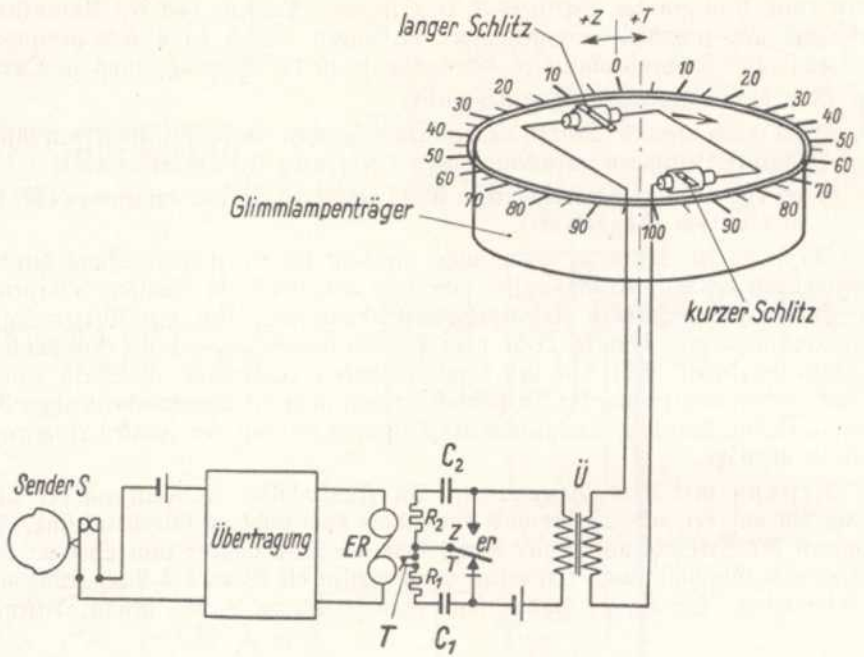 +Z +T
langer Schlitz
10 10
20 20
30 30
40 40
50 50
60 60
70 70
80 80
90 90
100
Glimmlampenträger
kurzer Schlitz
Sender S
Übertragung
ER
C2
R2
Z
er
T
R1
T
C1
Ü